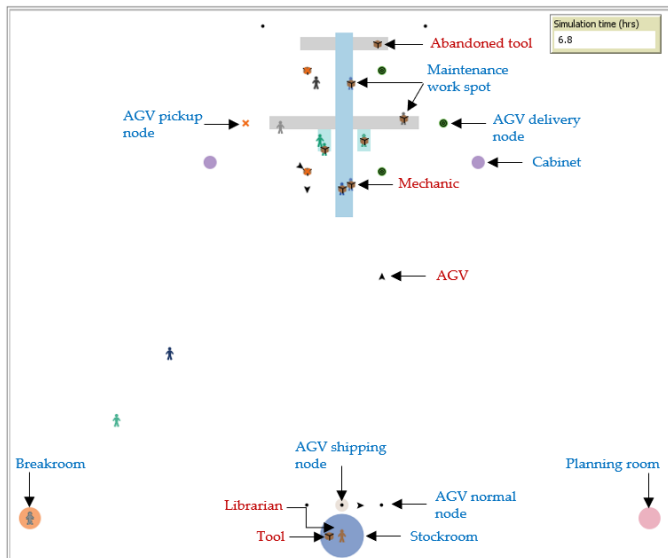 Simulation time (hrs)
6.8
Abandoned tool
Maintenance
work spot
AGV pickup
node
AGV delivery
node
Cabinet
Mechanic
AGV
AGV shipping
node
Breakroom
Planning room
Librarian
AGV normal
node
Tool
Stockroom